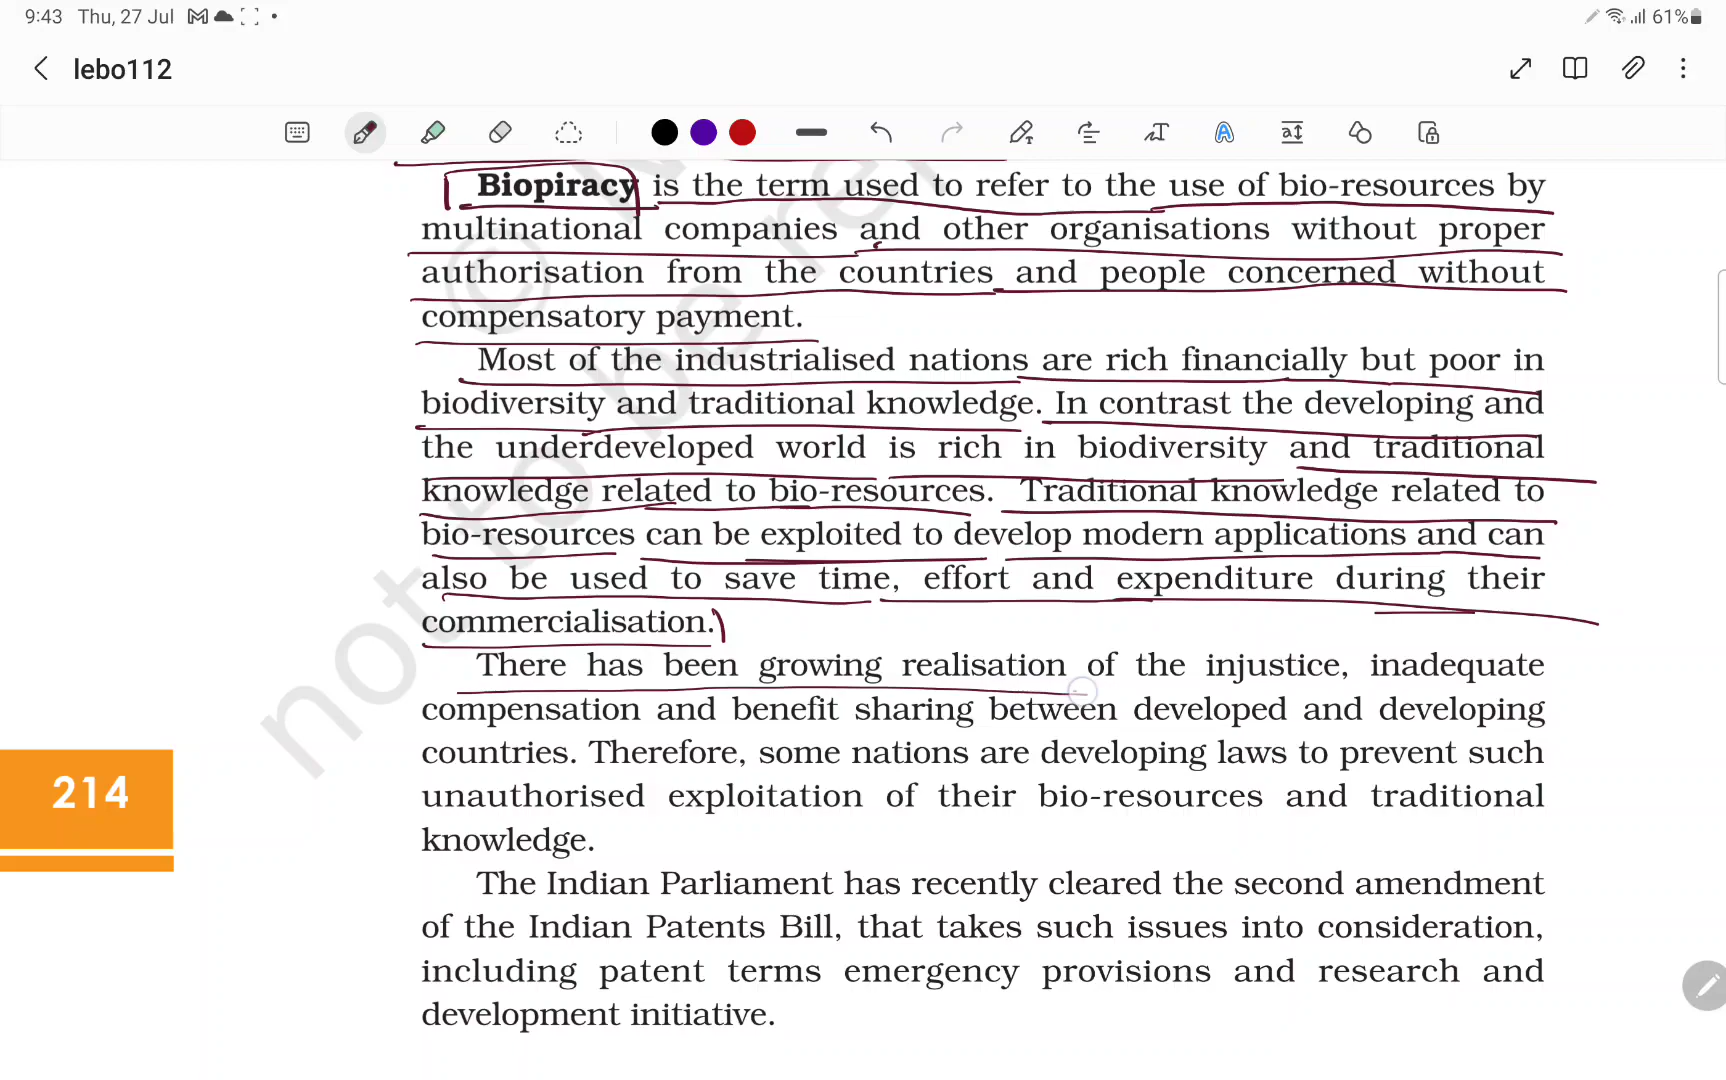 9:43 Thu, 27 Jul 61%
lebo112
Biopiracy is the term used to refer to the use of bio-resources by
multinational companies and other organisations without proper
authorisation from the countries and people concerned without
compensatory payment.
Most of the industrialised nations are rich financially but poor in
biodiversity and traditional knowledge. In contrast the developing and
the underdeveloped world is rich in biodiversity and traditional
knowledge related to bio-resources. Traditional knowledge related to
bio-resources can be exploited to develop modern applications and can
also be used to save time, effort and expenditure during their
commercialisation.
There has been growing realisation of the injustice, inadequate
compensation and benefit sharing between developed and developing
countries. Therefore, some nations are developing laws to prevent such
unauthorised exploitation of their bio-resources and traditional
knowledge.
214
The Indian Parliament has recently cleared the second amendment
of the Indian Patents Bill, that takes such issues into consideration,
including patent terms emergency provisions and research and
development initiative.
not to be re
©